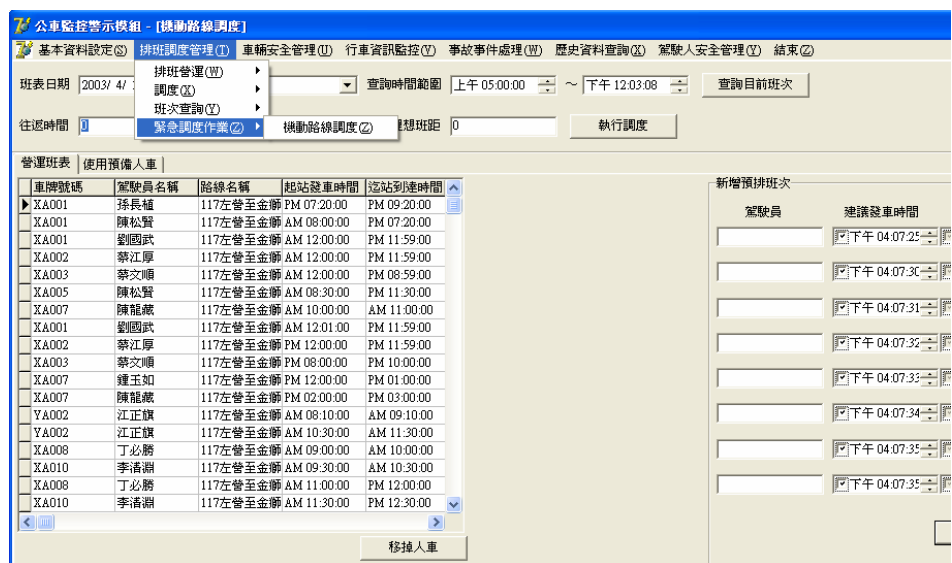 公車監控警示模組 - [機動路線調度]
基本資料設定(S) 排班調度管理(T) 車輛安全管理(U) 行車資訊監控(V) 事故事件處理(W) 歷史資料查詢(X) 駕駛人安全管理(Y) 結束(Z)
班表日期 2003/ 4/ 查詢時間範圍 上午 05:00:00 ～ 下午 12:03:08 查詢目前班次
排班營運(W)
調度(X)
班次查詢(Y)
緊急調度作業(Z) 機動路線調度(Z)
往返時間 0 理想班距 0 執行調度
營運班表 使用預備人車
車牌號碼 駕駛員名稱 路線名稱 起站發車時間 迄站到達時間
XA001 孫長植 117左營至金獅 PM 07:20:00 PM 09:20:00
XA001 陳松賢 117左營至金獅 AM 08:00:00 PM 07:20:00
XA001 劉國武 117左營至金獅 AM 12:00:00 PM 11:59:00
XA002 蔡江厚 117左營至金獅 AM 12:00:00 PM 11:59:00
XA003 蔡文順 117左營至金獅 AM 12:00:00 PM 08:59:00
XA005 陳松賢 117左營至金獅 AM 08:30:00 PM 11:30:00
XA007 陳龍藏 117左營至金獅 AM 10:00:00 AM 11:00:00
XA001 劉國武 117左營至金獅 AM 12:01:00 PM 11:59:00
XA002 蔡江厚 117左營至金獅 PM 12:00:00 PM 11:59:00
XA003 蔡文順 117左營至金獅 PM 08:00:00 PM 10:00:00
XA007 鍾玉如 117左營至金獅 PM 12:00:00 PM 01:00:00
XA007 陳龍藏 117左營至金獅 PM 02:00:00 PM 03:00:00
YA002 江正旗 117左營至金獅 AM 08:10:00 AM 09:10:00
YA002 江正旗 117左營至金獅 AM 10:30:00 AM 11:30:00
XA008 丁必勝 117左營至金獅 AM 09:00:00 AM 10:00:00
XA010 李清淵 117左營至金獅 AM 09:30:00 AM 10:30:00
XA008 丁必勝 117左營至金獅 AM 11:00:00 PM 12:00:00
XA010 李清淵 117左營至金獅 AM 11:30:00 PM 12:30:00
移掉人車
新增預排班次
駕駛員 建議發車時間
下午 04:07:25
下午 04:07:30
下午 04:07:31
下午 04:07:32
下午 04:07:33
下午 04:07:34
下午 04:07:35
下午 04:07:35